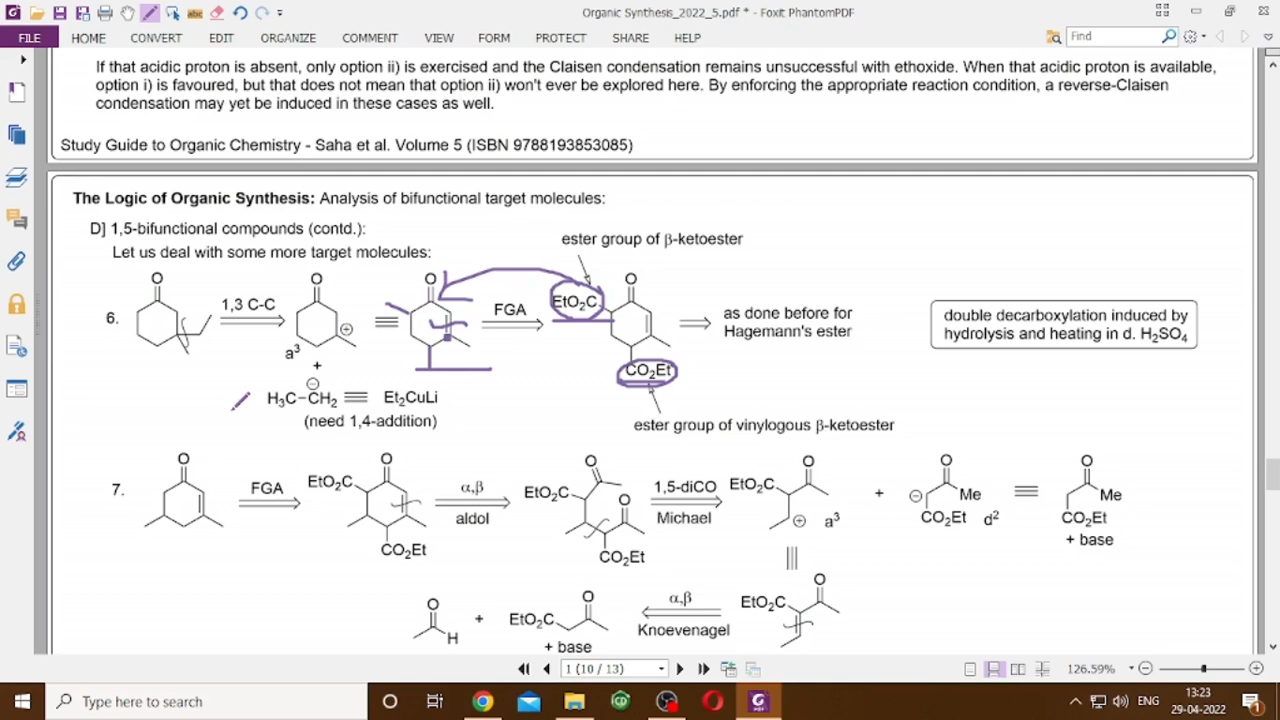 Organic Synthesis_2022_5.pdf * - Foxit PhantomPDF
FILE HOME CONVERT EDIT ORGANIZE COMMENT VIEW FORM PROTECT SHARE HELP Find
If that acidic proton is absent, only option ii) is exercised and the Claisen condensation remains unsuccessful with ethoxide. When that acidic proton is available,
option i) is favoured, but that does not mean that option ii) won't ever be explored here. By enforcing the appropriate reaction condition, a reverse-Claisen
condensation may yet be induced in these cases as well.
Study Guide to Organic Chemistry - Saha et al. Volume 5 (ISBN 9788193853085)
The Logic of Organic Synthesis: Analysis of bifunctional target molecules:
D] 1,5-bifunctional compounds (contd.):
Let us deal with some more target molecules:
ester group of β-ketoester
6.
O
1,3 C-C
O
⊕
a³
+
⊖
H₃C−CH₂ ≡ Et₂CuLi
(need 1,4-addition)
O
FGA
EtO₂C
O
CO₂Et
ester group of vinylogous β-ketoester
as done before for
Hagemann's ester
double decarboxylation induced by
hydrolysis and heating in d. H₂SO₄
7.
O
FGA
EtO₂C
O
CO₂Et
α,β
aldol
EtO₂C
O
O
CO₂Et
1,5-diCO
Michael
EtO₂C
O
⊕ a³
+
O
⊖ Me
CO₂Et d²
≡
O
Me
CO₂Et
+ base
EtO₂C
O
α,β
Knoevenagel
O
H
+
EtO₂C
O
+ base
1 (10 / 13)
126.59%
Type here to search
ENG
13:23
29-04-2022
1